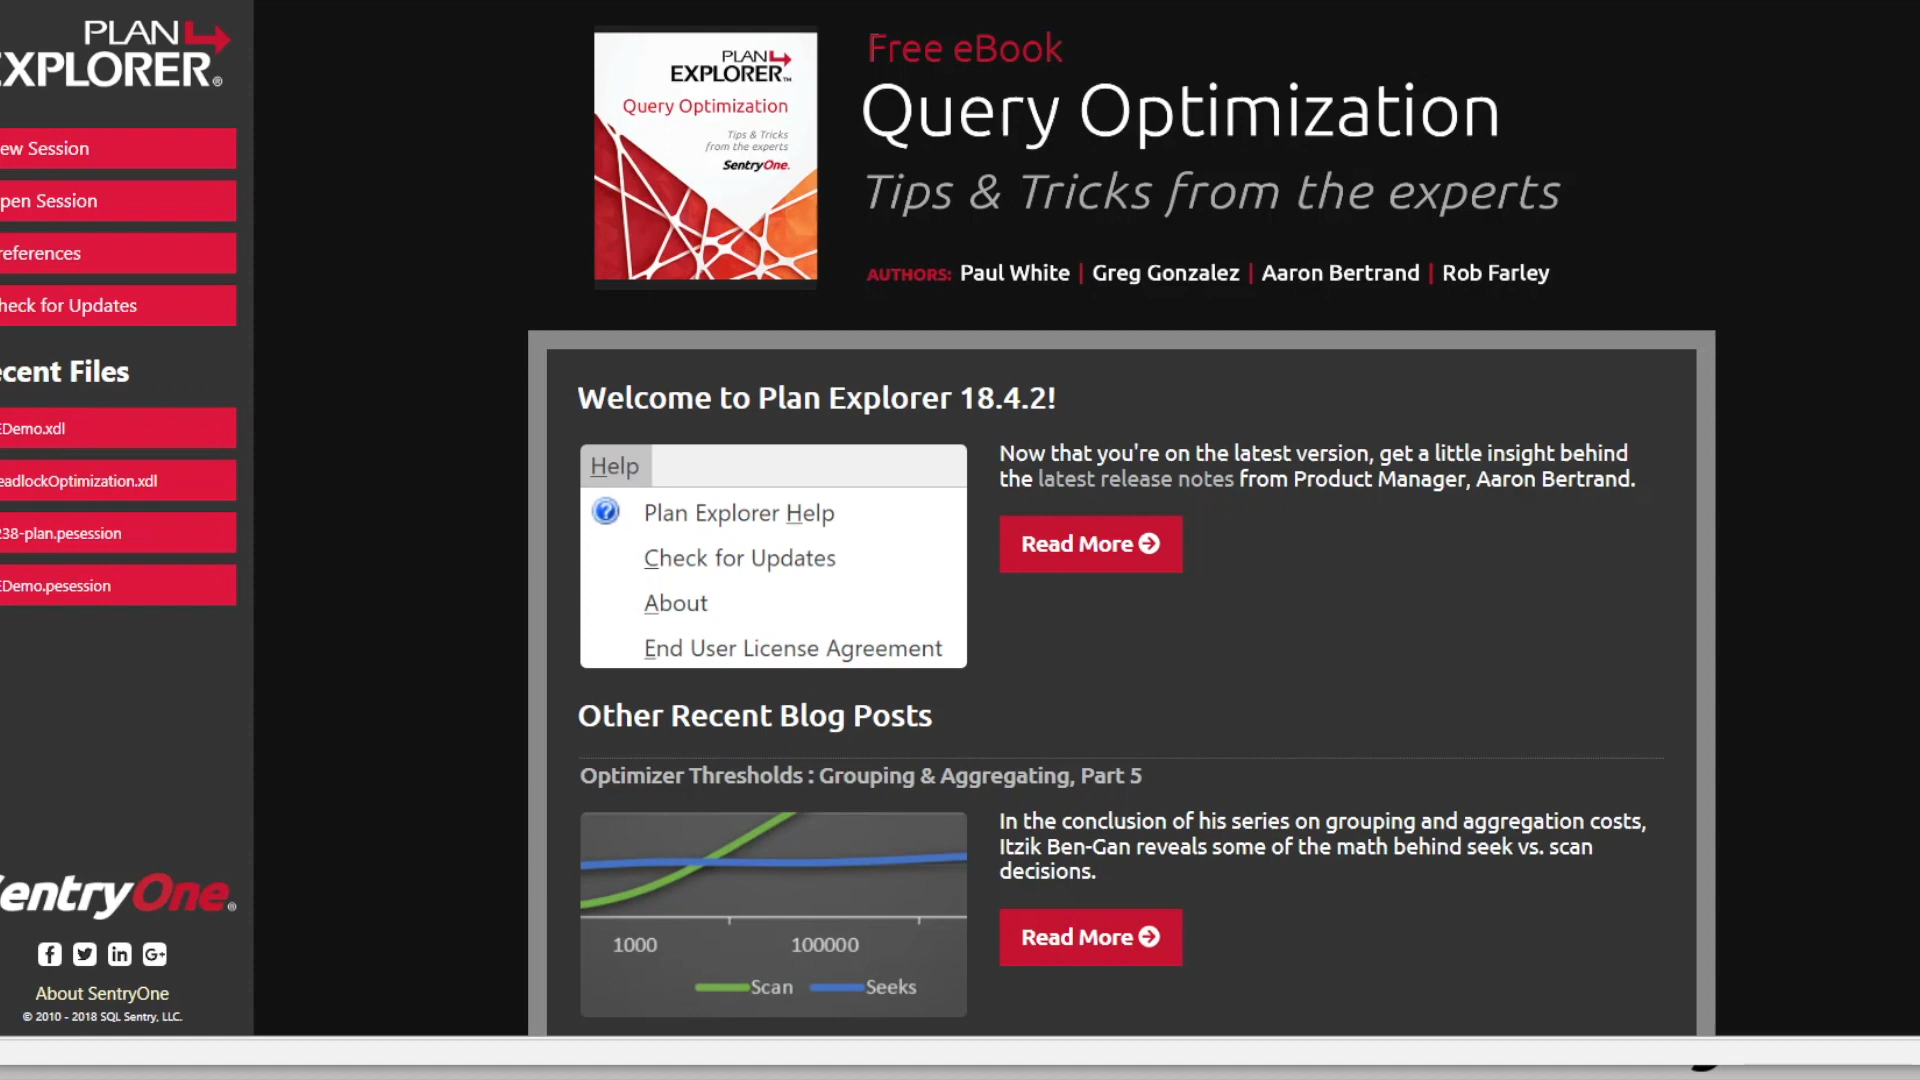 PLAN
XPLORER®
ew Session
pen Session
references
heck for Updates
ecent Files
EDemo.xdl
eadlockOptimization.xdl
238-plan.pesession
EDemo.pesession
entryOne®
About SentryOne
© 2010 - 2018 SQL Sentry, LLC.
PLAN
EXPLORER™
Query Optimization
Tips & Tricks
from the experts
SentryOne.
Free eBook
Query Optimization
Tips & Tricks from the experts
AUTHORS: Paul White | Greg Gonzalez | Aaron Bertrand | Rob Farley
Welcome to Plan Explorer 18.4.2!
Help
Plan Explorer Help
Check for Updates
About
End User License Agreement
Now that you're on the latest version, get a little insight behind
the latest release notes from Product Manager, Aaron Bertrand.
Read More
Other Recent Blog Posts
Optimizer Thresholds : Grouping & Aggregating, Part 5
1000 100000
Scan Seeks
In the conclusion of his series on grouping and aggregation costs,
Itzik Ben-Gan reveals some of the math behind seek vs. scan
decisions.
Read More